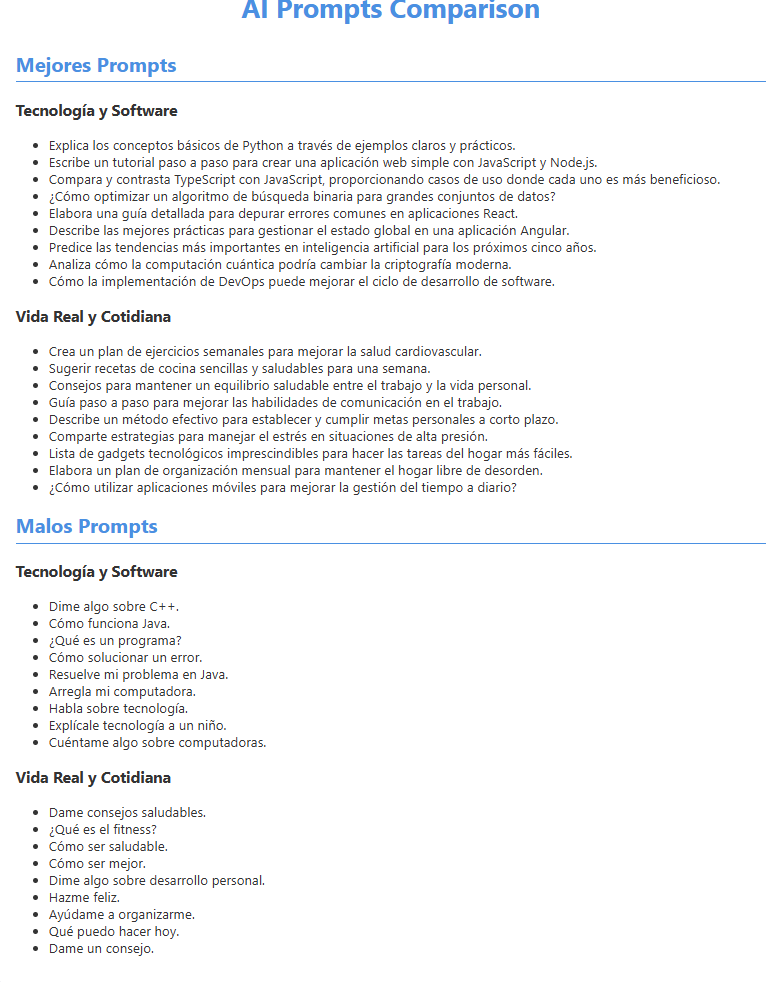 AI Prompts Comparison
Mejores Prompts
Tecnología y Software
• Explica los conceptos básicos de Python a través de ejemplos claros y prácticos.
• Escribe un tutorial paso a paso para crear una aplicación web simple con JavaScript y Node.js.
• Compara y contrasta TypeScript con JavaScript, proporcionando casos de uso donde cada uno es más beneficioso.
• ¿Cómo optimizar un algoritmo de búsqueda binaria para grandes conjuntos de datos?
• Elabora una guía detallada para depurar errores comunes en aplicaciones React.
• Describe las mejores prácticas para gestionar el estado global en una aplicación Angular.
• Predice las tendencias más importantes en inteligencia artificial para los próximos cinco años.
• Analiza cómo la computación cuántica podría cambiar la criptografía moderna.
• Cómo la implementación de DevOps puede mejorar el ciclo de desarrollo de software.
Vida Real y Cotidiana
• Crea un plan de ejercicios semanales para mejorar la salud cardiovascular.
• Sugerir recetas de cocina sencillas y saludables para una semana.
• Consejos para mantener un equilibrio saludable entre el trabajo y la vida personal.
• Guía paso a paso para mejorar las habilidades de comunicación en el trabajo.
• Describe un método efectivo para establecer y cumplir metas personales a corto plazo.
• Comparte estrategias para manejar el estrés en situaciones de alta presión.
• Lista de gadgets tecnológicos imprescindibles para hacer las tareas del hogar más fáciles.
• Elabora un plan de organización mensual para mantener el hogar libre de desorden.
• ¿Cómo utilizar aplicaciones móviles para mejorar la gestión del tiempo a diario?
Malos Prompts
Tecnología y Software
• Dime algo sobre C++.
• Cómo funciona Java.
• ¿Qué es un programa?
• Cómo solucionar un error.
• Resuelve mi problema en Java.
• Arregla mi computadora.
• Habla sobre tecnología.
• Explícale tecnología a un niño.
• Cuéntame algo sobre computadoras.
Vida Real y Cotidiana
• Dame consejos saludables.
• ¿Qué es el fitness?
• Cómo ser saludable.
• Cómo ser mejor.
• Dime algo sobre desarrollo personal.
• Hazme feliz.
• Ayúdame a organizarme.
• Qué puedo hacer hoy.
• Dame un consejo.